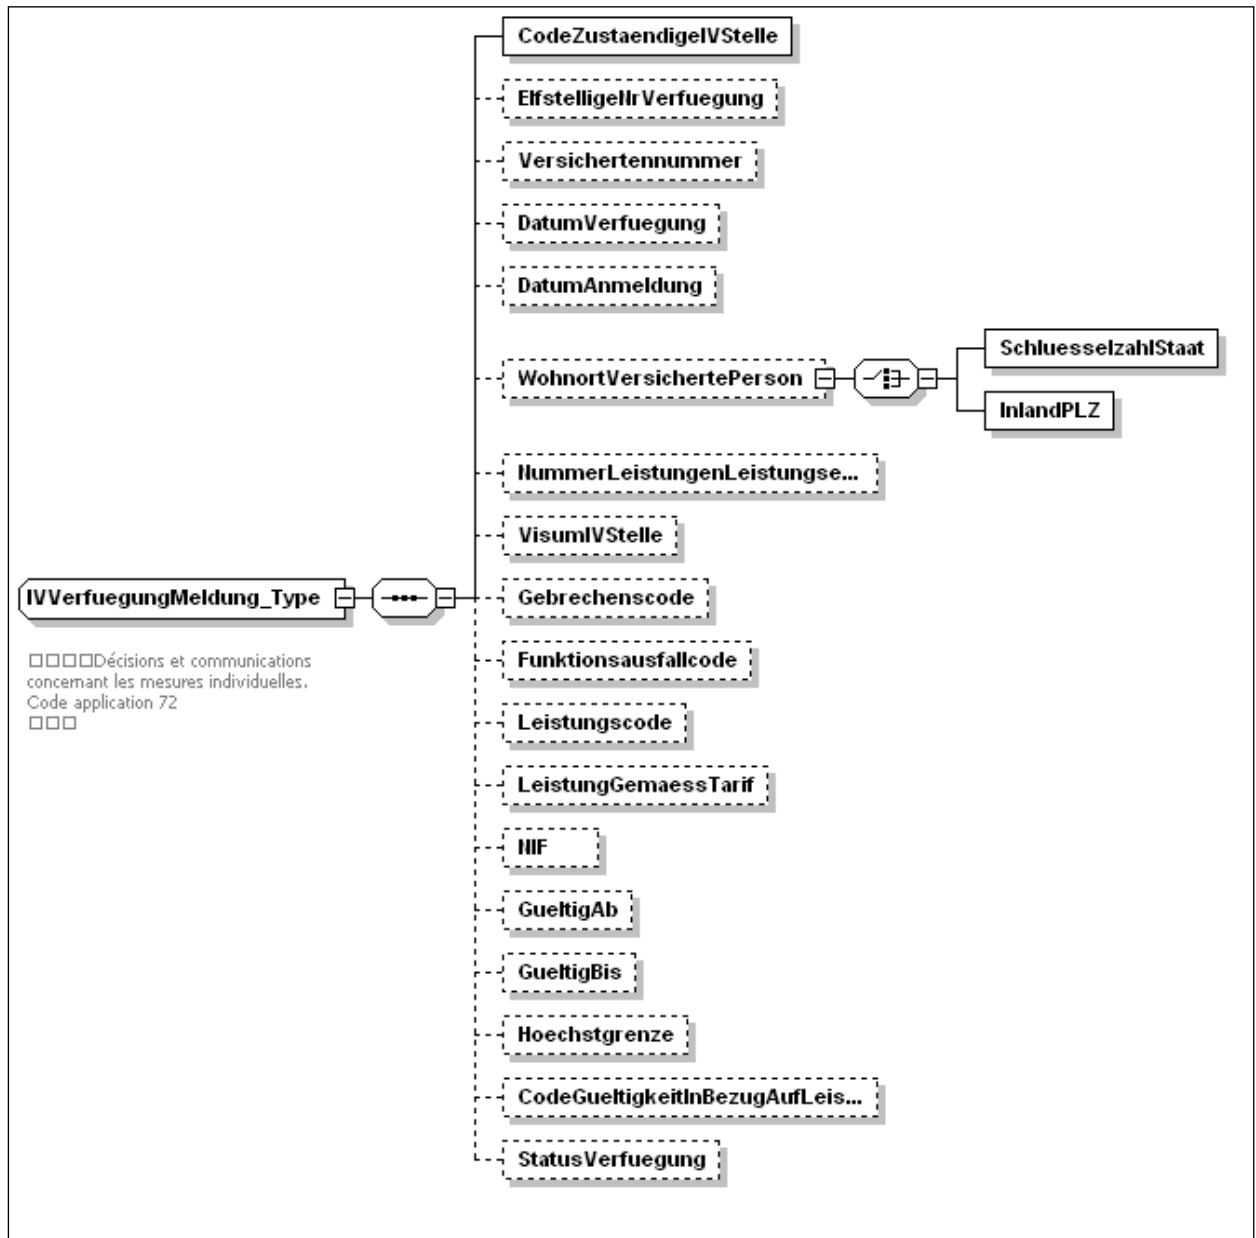 CodeZustaendigeIVStelle
ElfstelligeNrVerfuegung
Versichertennummer
DatumVerfuegung
DatumAnmeldung
WohnortVersichertePerson
SchluesselzahlStaat
InlandPLZ
NummerLeistungenLeistungse...
VisumIVStelle
IVVerfuegungMeldung_Type
Gebrechenscode
Funktionsausfallcode
Décisions et communications
concernant les mesures individuelles.
Code application 72
Leistungscode
LeistungGemaessTarif
NIF
GueltigAb
GueltigBis
Hoechstgrenze
CodeGueltigkeitInBezugAufLeis...
StatusVerfuegung